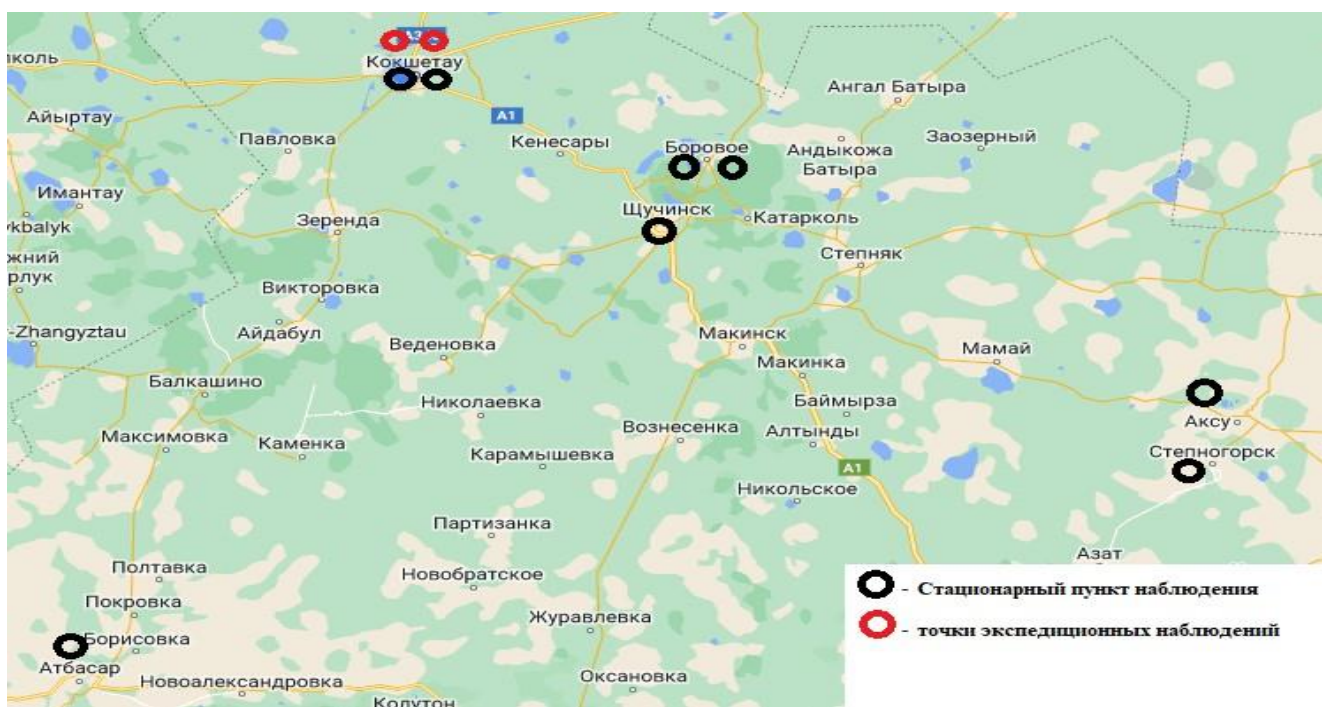 A1
Кокшетау
иколь
Ангал Батыра
A1
Айыртау
Павловка
Кенесары
Боровое
Андыкожа
Батыра
Заозерный
Имантау
Щучинск
Катарколь
ykbalyk
Зеренда
Степняк
жний
рлук
Викторовка
-Zhangyztau
Айдабул
Веденовка
Макинск
Мамай
Макинка
Балкашино
Николаевка
Баймырза
Аксу
Максимовка
Каменка
Вознесенка
Алтынды
Карамышевка
Степногорск
A1
Никольское
Партизанка
Азат
Полтавка
Новобратское
- Стационарный пункт наблюдения
Покровка
Журавлевка
- точки экспедиционных наблюдений
Борисовка
Атбасар
Новоалександровка
Оксановка
Колутон